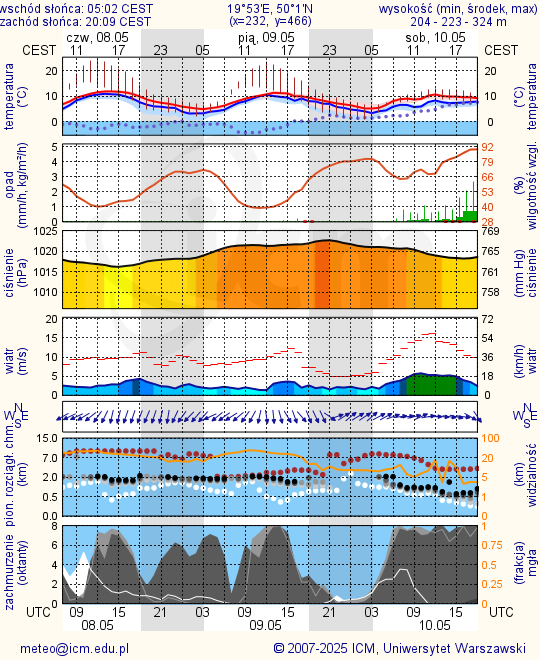 wschód słońca: 05:02 CEST 19°53'E, 50°1'N wysokość (min, środek, max)
zachód słońca: 20:09 CEST (x=232, y=466) 204 - 223 - 324 m
CEST czw, 08.05 pią, 09.05 sob, 10.05 CEST
11 17 23 05 11 17 23 05 11 17
temperatura (°C)
20 10 0
20 10 0
temperatura (°C)
opad (mm/h, kg/m²/h)
5 4 3 2 1 0
92 79 66 53 40 28
(%) wilgotność wzgl.
ciśnienie (hPa)
1025 1020 1015 1010
769 765 761 758
(mm Hg) ciśnienie
wiatr (m/s)
20 15 10 5 0
72 54 36 18 0
(km/h) wiatr
N W E S
N W E S
pion. rozciągł. chm. (km)
15.0 7.0 2.0 0.5 0.0
100 20 5 1 0
(km) widzialność
zachmurzenie (oktanty)
8 6 4 2 0
1 0.75 0.5 0.25 0
(frakcja) mgła
UTC 09 15 21 03 09 15 21 03 09 15 UTC
08.05 09.05 10.05
meteo@icm.edu.pl © 2007-2025 ICM, Uniwersytet Warszawski